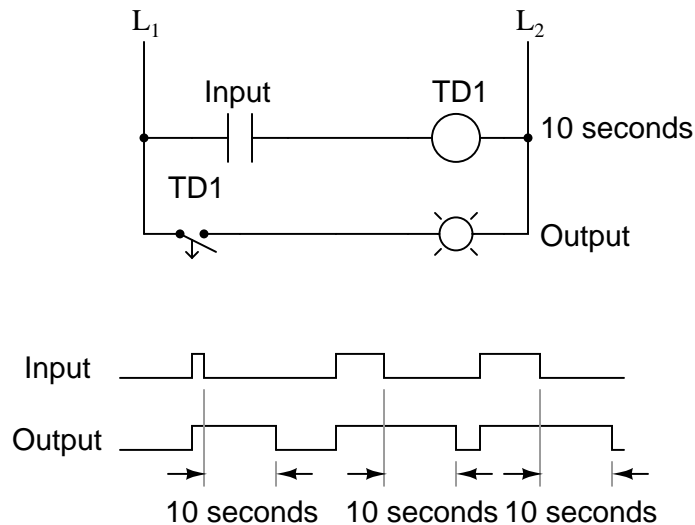 L1 L2
Input TD1
10 seconds
TD1
Output
Input
Output
10 seconds 10 seconds 10 seconds